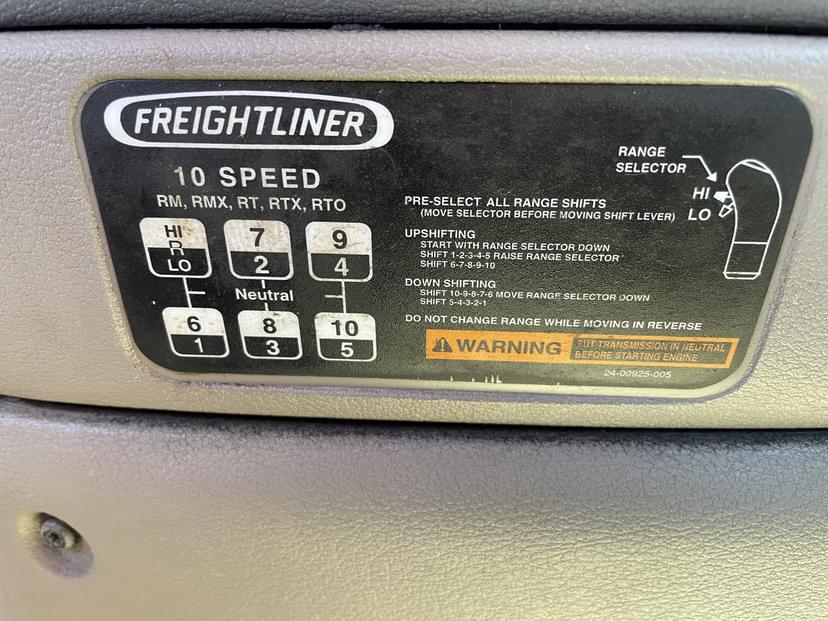 FREIGHTLINER
10 SPEED
RM, RMX, RT, RTX, RTO
HI R LO
7 2
9 4
Neutral
6 1
8 3
10 5
PRE-SELECT ALL RANGE SHIFTS
(MOVE SELECTOR BEFORE MOVING SHIFT LEVER)
UPSHIFTING
START WITH RANGE SELECTOR DOWN
SHIFT 1-2-3-4-5 RAISE RANGE SELECTOR
SHIFT 6-7-8-9-10
DOWN SHIFTING
SHIFT 10-9-8-7-6 MOVE RANGE SELECTOR DOWN
SHIFT 5-4-3-2-1
DO NOT CHANGE RANGE WHILE MOVING IN REVERSE
WARNING
PUT TRANSMISSION IN NEUTRAL
BEFORE STARTING ENGINE
24-00925-005
RANGE
SELECTOR
HI
LO